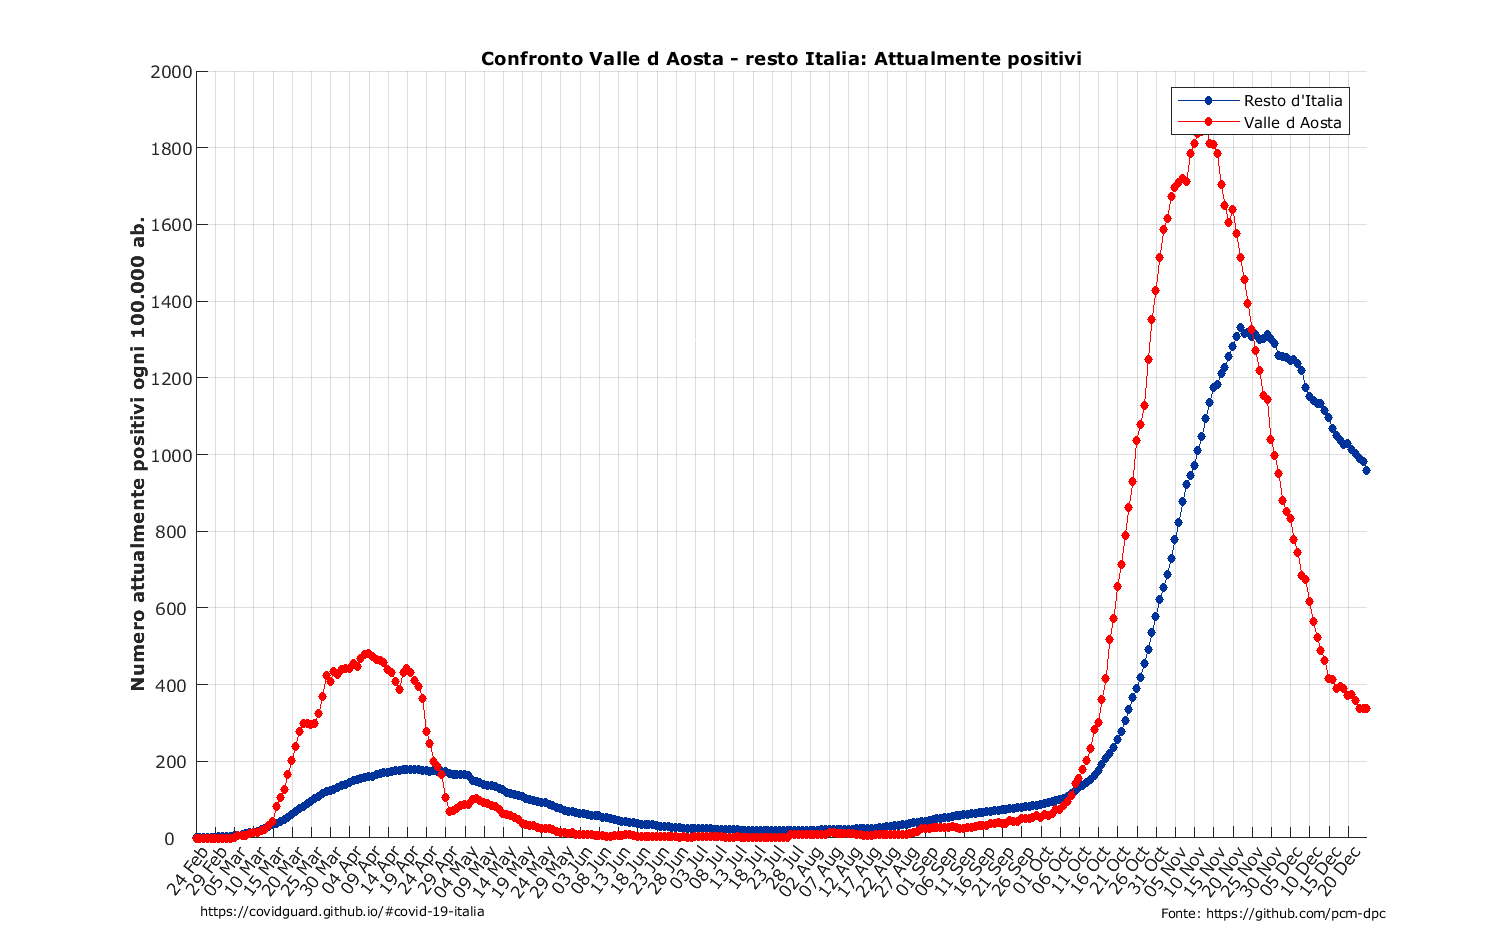 Confronto Valle d Aosta - resto Italia: Attualmente positivi
Resto d'Italia
Valle d Aosta
Numero attualmente positivi ogni 100.000 ab.
2000
1800
1600
1400
1200
1000
800
600
400
200
0
24 Feb
29 Feb
05 Mar
10 Mar
15 Mar
20 Mar
25 Mar
30 Mar
04 Apr
09 Apr
14 Apr
19 Apr
24 Apr
29 Apr
04 May
09 May
14 May
19 May
24 May
29 May
03 Jun
08 Jun
13 Jun
18 Jun
23 Jun
28 Jun
03 Jul
08 Jul
13 Jul
18 Jul
23 Jul
28 Jul
02 Aug
07 Aug
12 Aug
17 Aug
22 Aug
27 Aug
01 Sep
06 Sep
11 Sep
16 Sep
21 Sep
26 Sep
01 Oct
06 Oct
11 Oct
16 Oct
21 Oct
26 Oct
31 Oct
05 Nov
10 Nov
15 Nov
20 Nov
25 Nov
30 Nov
05 Dec
10 Dec
15 Dec
20 Dec
https://covidguard.github.io/#covid-19-italia
Fonte: https://github.com/pcm-dpc